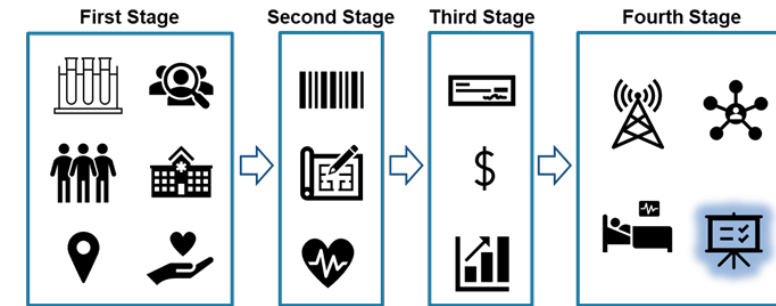 First Stage
Second Stage
Third Stage
Fourth Stage
$